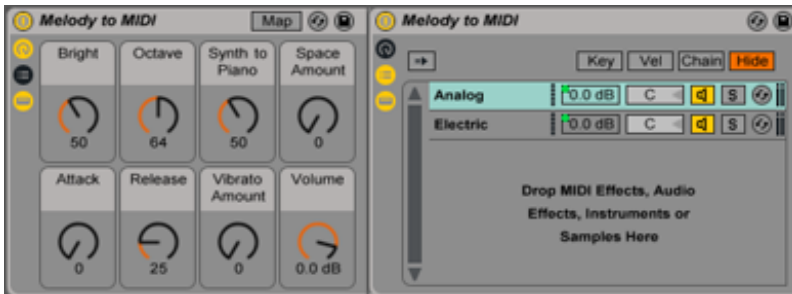 Melody to MIDI
Map
Bright
Octave
Synth to
Piano
Space
Amount
50
64
50
0
Attack
Release
Vibrato
Amount
Volume
0
25
0
0.0 dB
Melody to MIDI
Key
Vel
Chain
Hide
Analog
0.0 dB
C
S
Electric
0.0 dB
C
S
Drop MIDI Effects, Audio
Effects, Instruments or
Samples Here